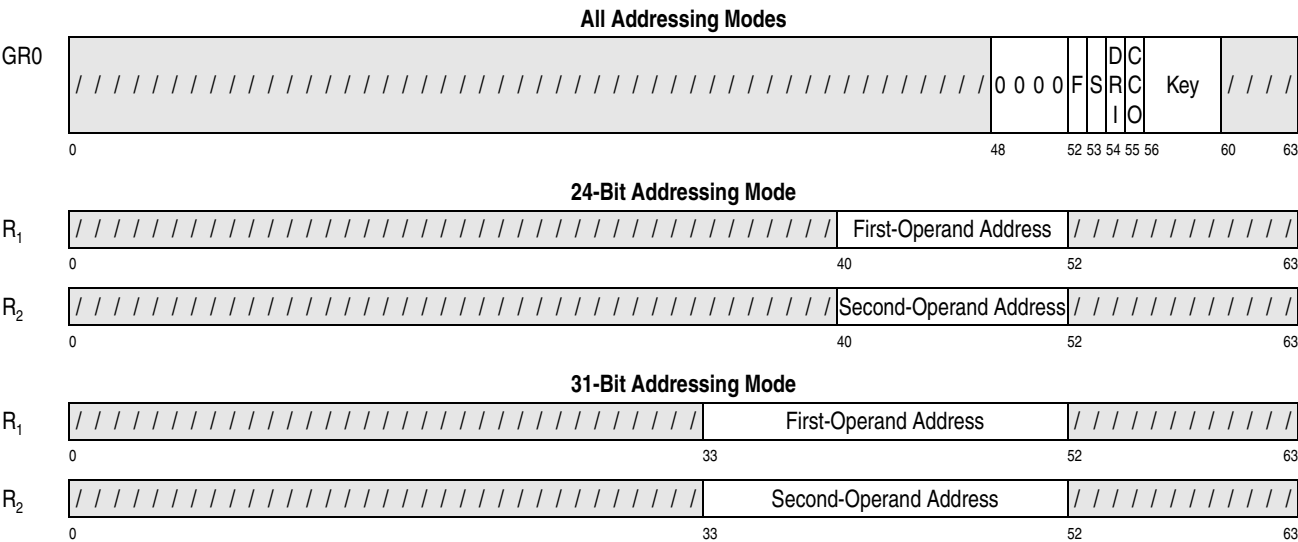 All Addressing Modes
GR0
/ / / / / / / / / / / / / / / / / / / / / / / / / / / / / / / / / / / / / / / / / / / / / / / / 0 0 0 0 F S DRI CCO Key / / / /
0 48 52 53 54 55 56 60 63
24-Bit Addressing Mode
R1 / / / / / / / / / / / / / / / / / / / / / / / / / / / / / / / / / / / / / / / / First-Operand Address / / / / / / / / / / / /
0 40 52 63
R2 / / / / / / / / / / / / / / / / / / / / / / / / / / / / / / / / / / / / / / / / Second-Operand Address / / / / / / / / / / / /
0 40 52 63
31-Bit Addressing Mode
R1 / / / / / / / / / / / / / / / / / / / / / / / / / / / / / / / / / First-Operand Address / / / / / / / / / / / /
0 33 52 63
R2 / / / / / / / / / / / / / / / / / / / / / / / / / / / / / / / / / Second-Operand Address / / / / / / / / / / / /
0 33 52 63